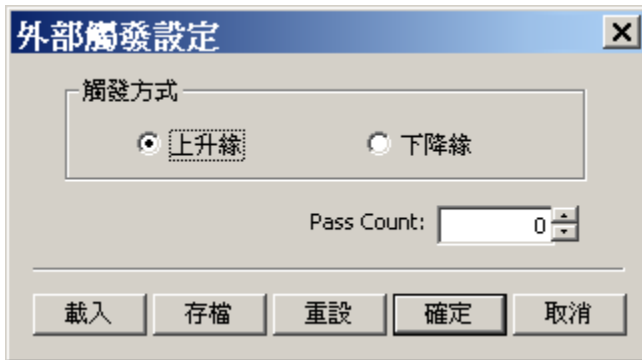 外部觸發設定
觸發方式
上升緣 下降緣
Pass Count: 0
載入 存檔 重設 確定 取消